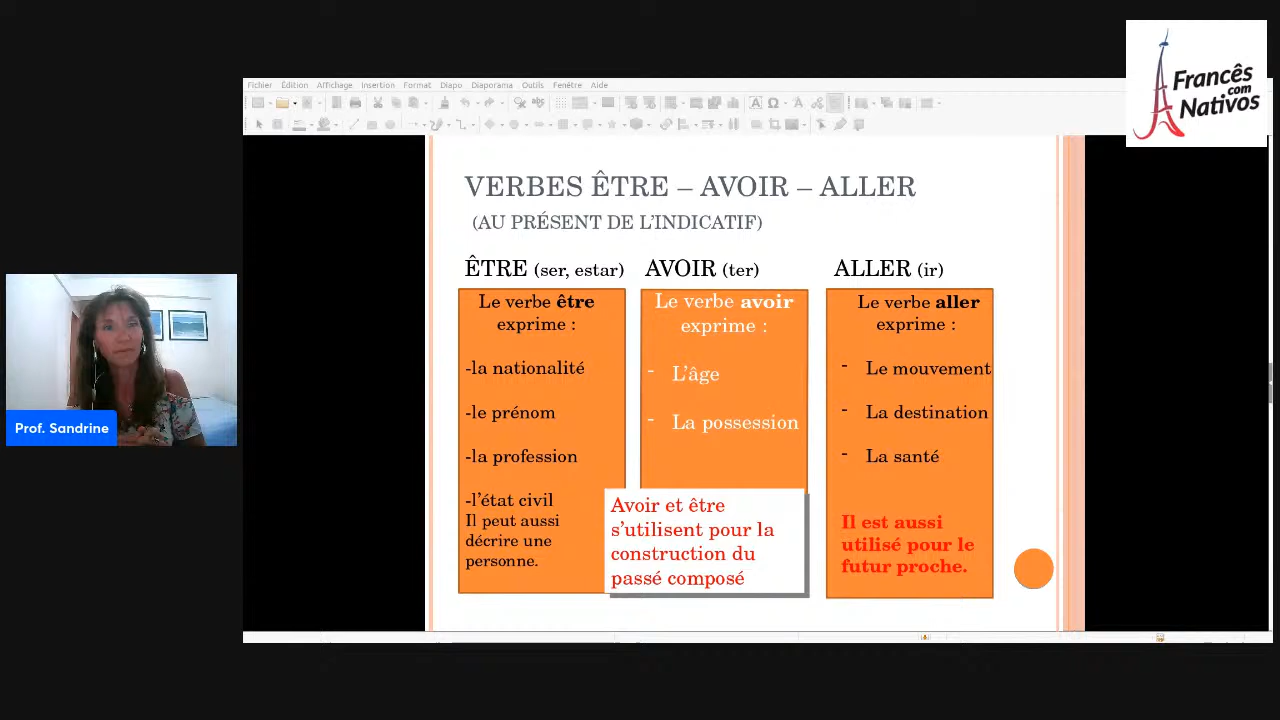 Francês
com
Nativos
Fichier Édition Affichage Insertion Format Diapo Diaporama Outils Fenêtre Aide
VERBES ÊTRE – AVOIR – ALLER
(AU PRÉSENT DE L'INDICATIF)
ÊTRE (ser, estar)
Le verbe être
exprime :
-la nationalité
-le prénom
-la profession
-l'état civil
Il peut aussi
décrire une
personne.
AVOIR (ter)
Le verbe avoir
exprime :
- L'âge
- La possession
Avoir et être
s'utilisent pour la
construction du
passé composé
ALLER (ir)
Le verbe aller
exprime :
- Le mouvement
- La destination
- La santé
Il est aussi
utilisé pour le
futur proche.
Prof. Sandrine